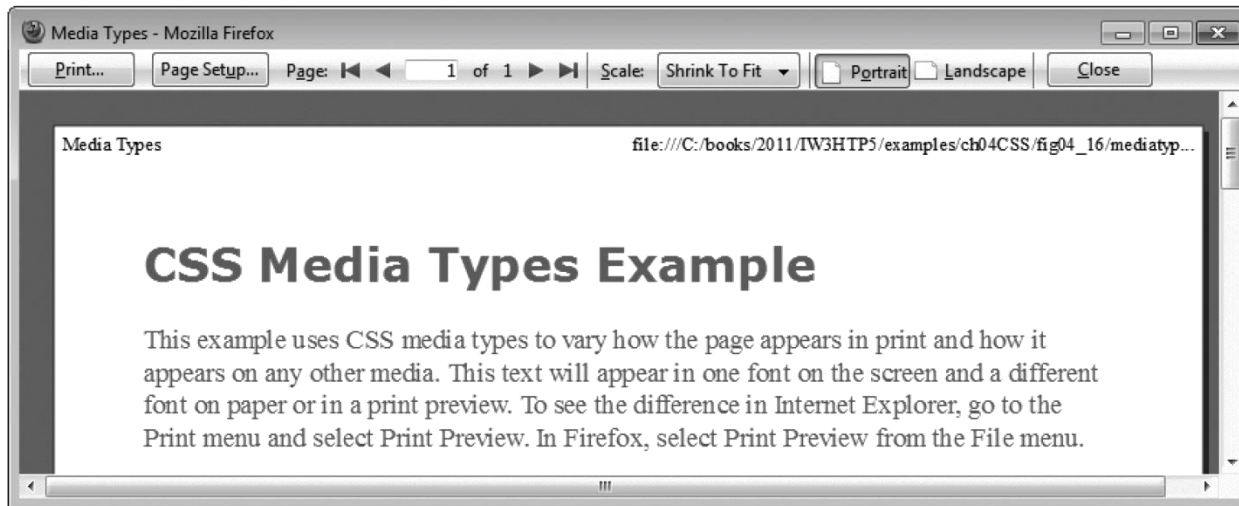 Media Types - Mozilla Firefox
Print... Page Setup... Page: 1 of 1 Scale: Shrink To Fit Portrait Landscape Close
Media Types file:///C:/books/2011/IW3HTP5/examples/ch04CSS/fig04_16/mediatyp...
CSS Media Types Example
This example uses CSS media types to vary how the page appears in print and how it
appears on any other media. This text will appear in one font on the screen and a different
font on paper or in a print preview. To see the difference in Internet Explorer, go to the
Print menu and select Print Preview. In Firefox, select Print Preview from the File menu.